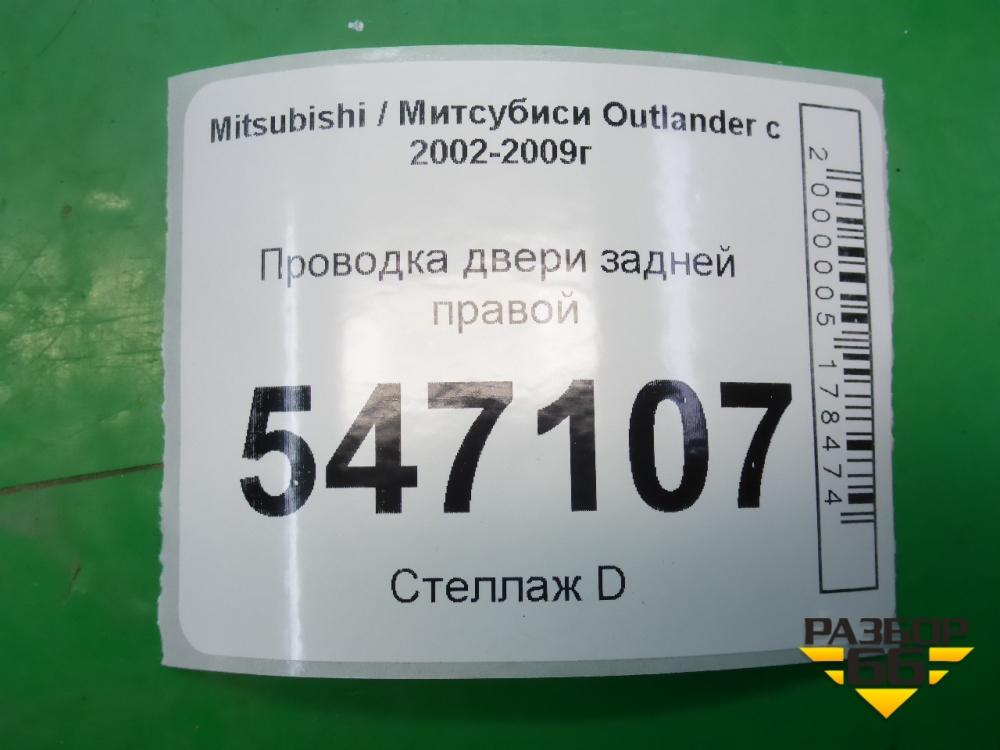 Mitsubishi / Митсубиси Outlander с
2002-2009г
Проводка двери задней
правой
547107
Стеллаж D
2000005178474
РАЗБОР
66